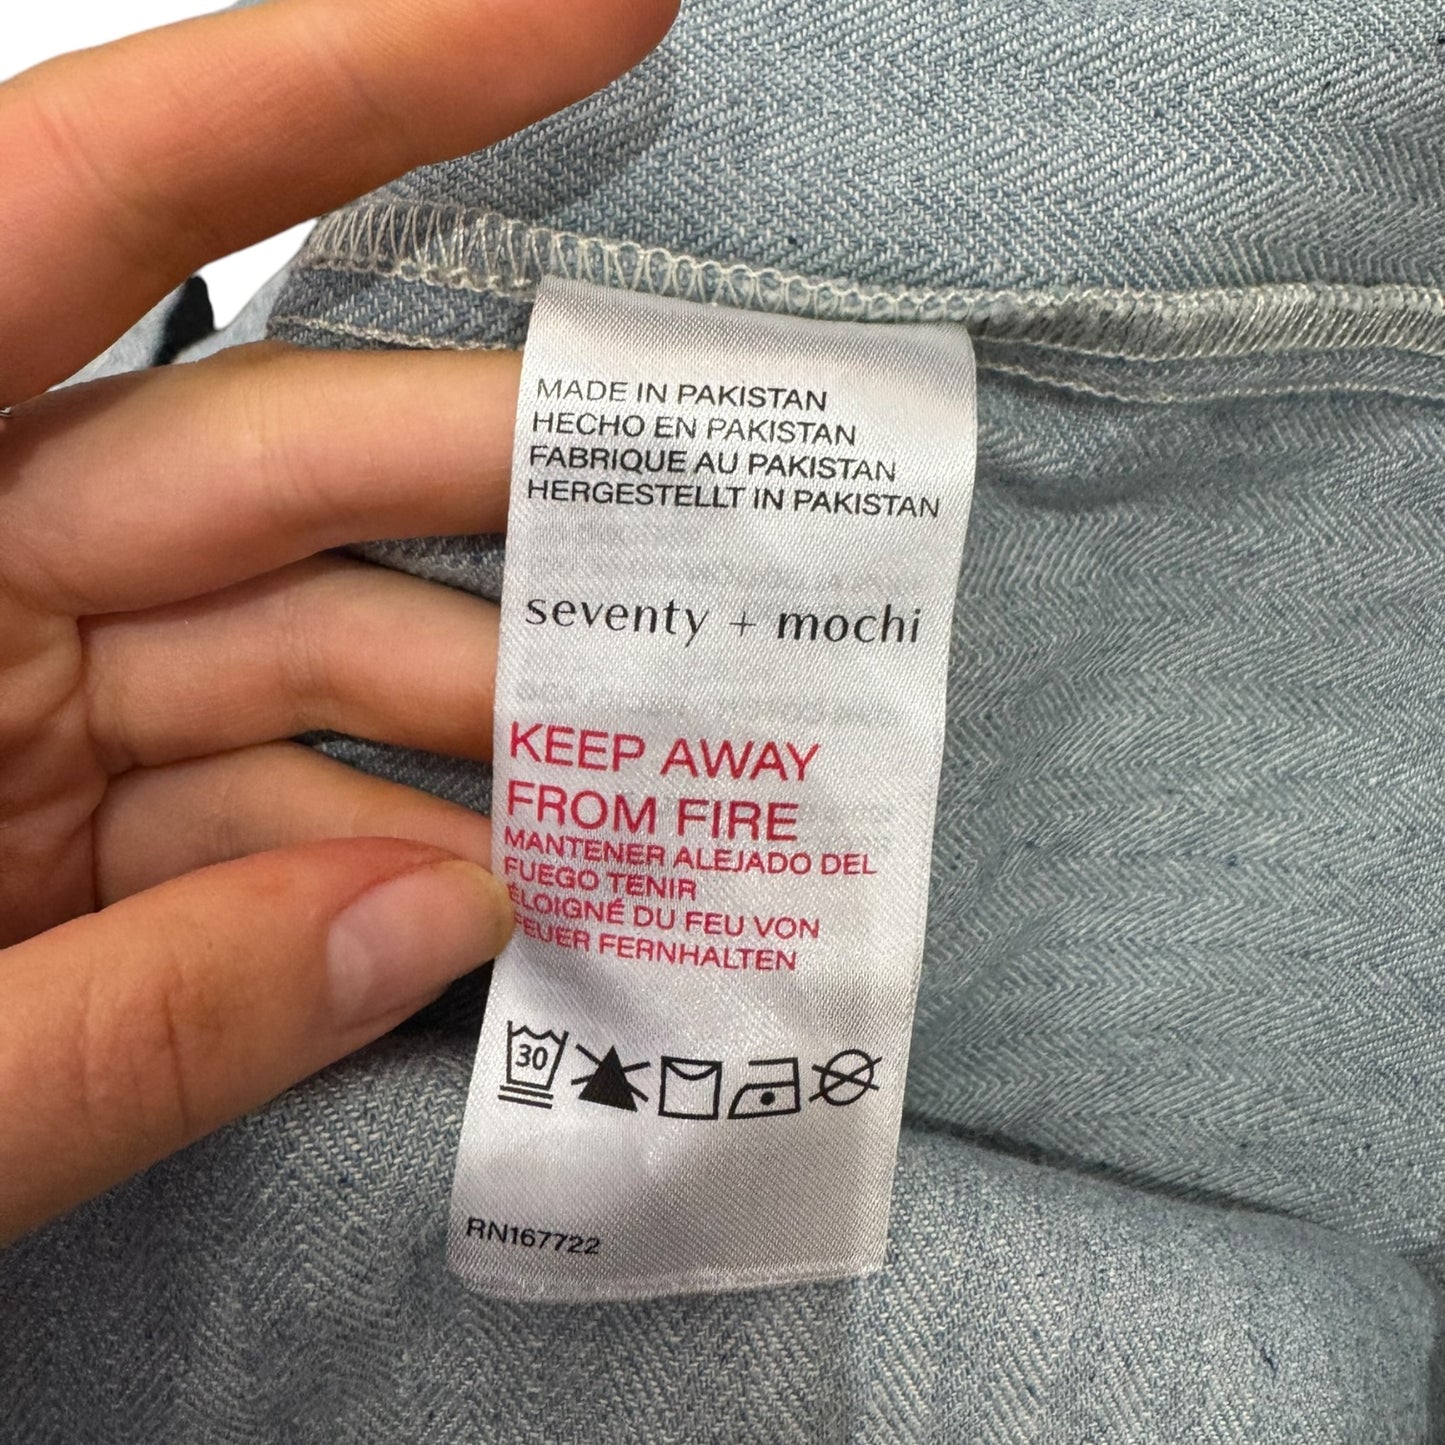 MADE IN PAKISTAN
HECHO EN PAKISTAN
FABRIQUE AU PAKISTAN
HERGESTELLT IN PAKISTAN
seventy + mochi
KEEP AWAY
FROM FIRE
MANTENER ALEJADO DEL
FUEGO TENIR
ÉLOIGNÉ DU FEU VON
FEUER FERNHALTEN
30
RN167722